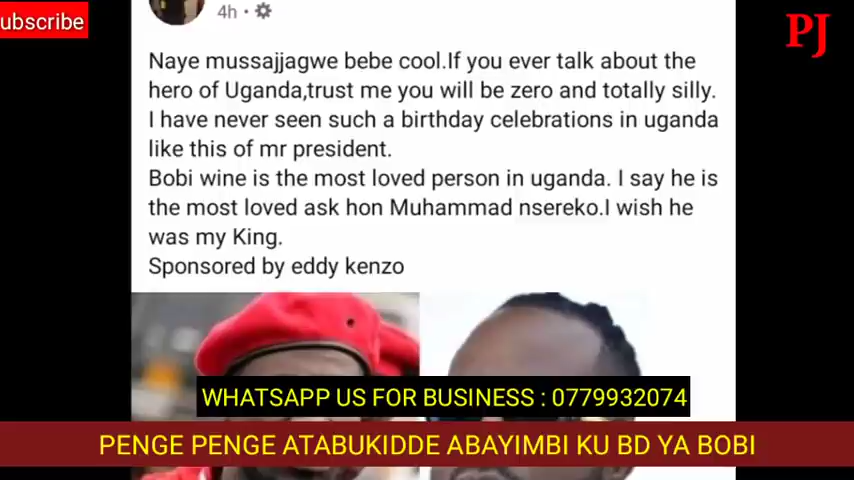 ubscribe
PJ
4h
Naye mussajjagwe bebe cool.If you ever talk about the
hero of Uganda,trust me you will be zero and totally silly.
I have never seen such a birthday celebrations in uganda
like this of mr president.
Bobi wine is the most loved person in uganda. I say he is
the most loved ask hon Muhammad nsereko.I wish he
was my King.
Sponsored by eddy kenzo
WHATSAPP US FOR BUSINESS : 0779932074
PENGE PENGE ATABUKIDDE ABAYIMBI KU BD YA BOBI